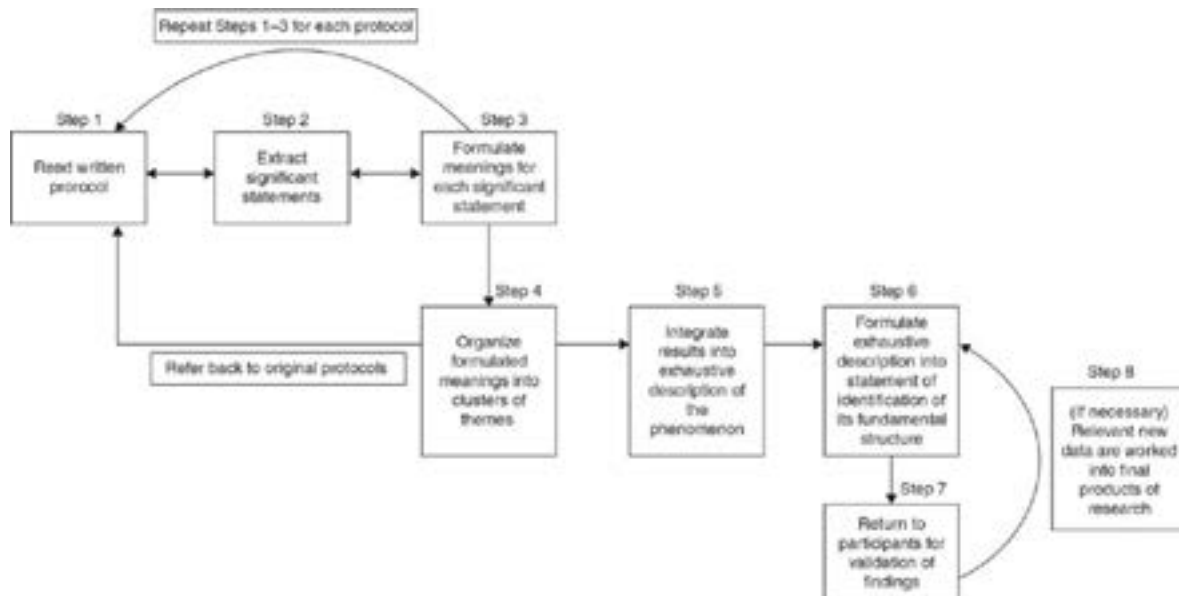 Repeat Steps 1–3 for each protocol
Step 1
Read written
prorocol
Step 2
Extract
significant
statements
Step 3
Formulate
meanings for
each significant
statement
Step 4
Organize
formulated
meanings into
clusters of
themes
Refer back to original protocols
Step 5
Integrate
results into
exhaustive
description of
the
phenomenon
Step 6
Formulate
exhaustive
description into
statement of
identification of
its fundamental
structure
Step 7
Return to
participants for
validation of
findings
Step 8
(If necessary)
Relevant new
data are worked
into final
products of
research